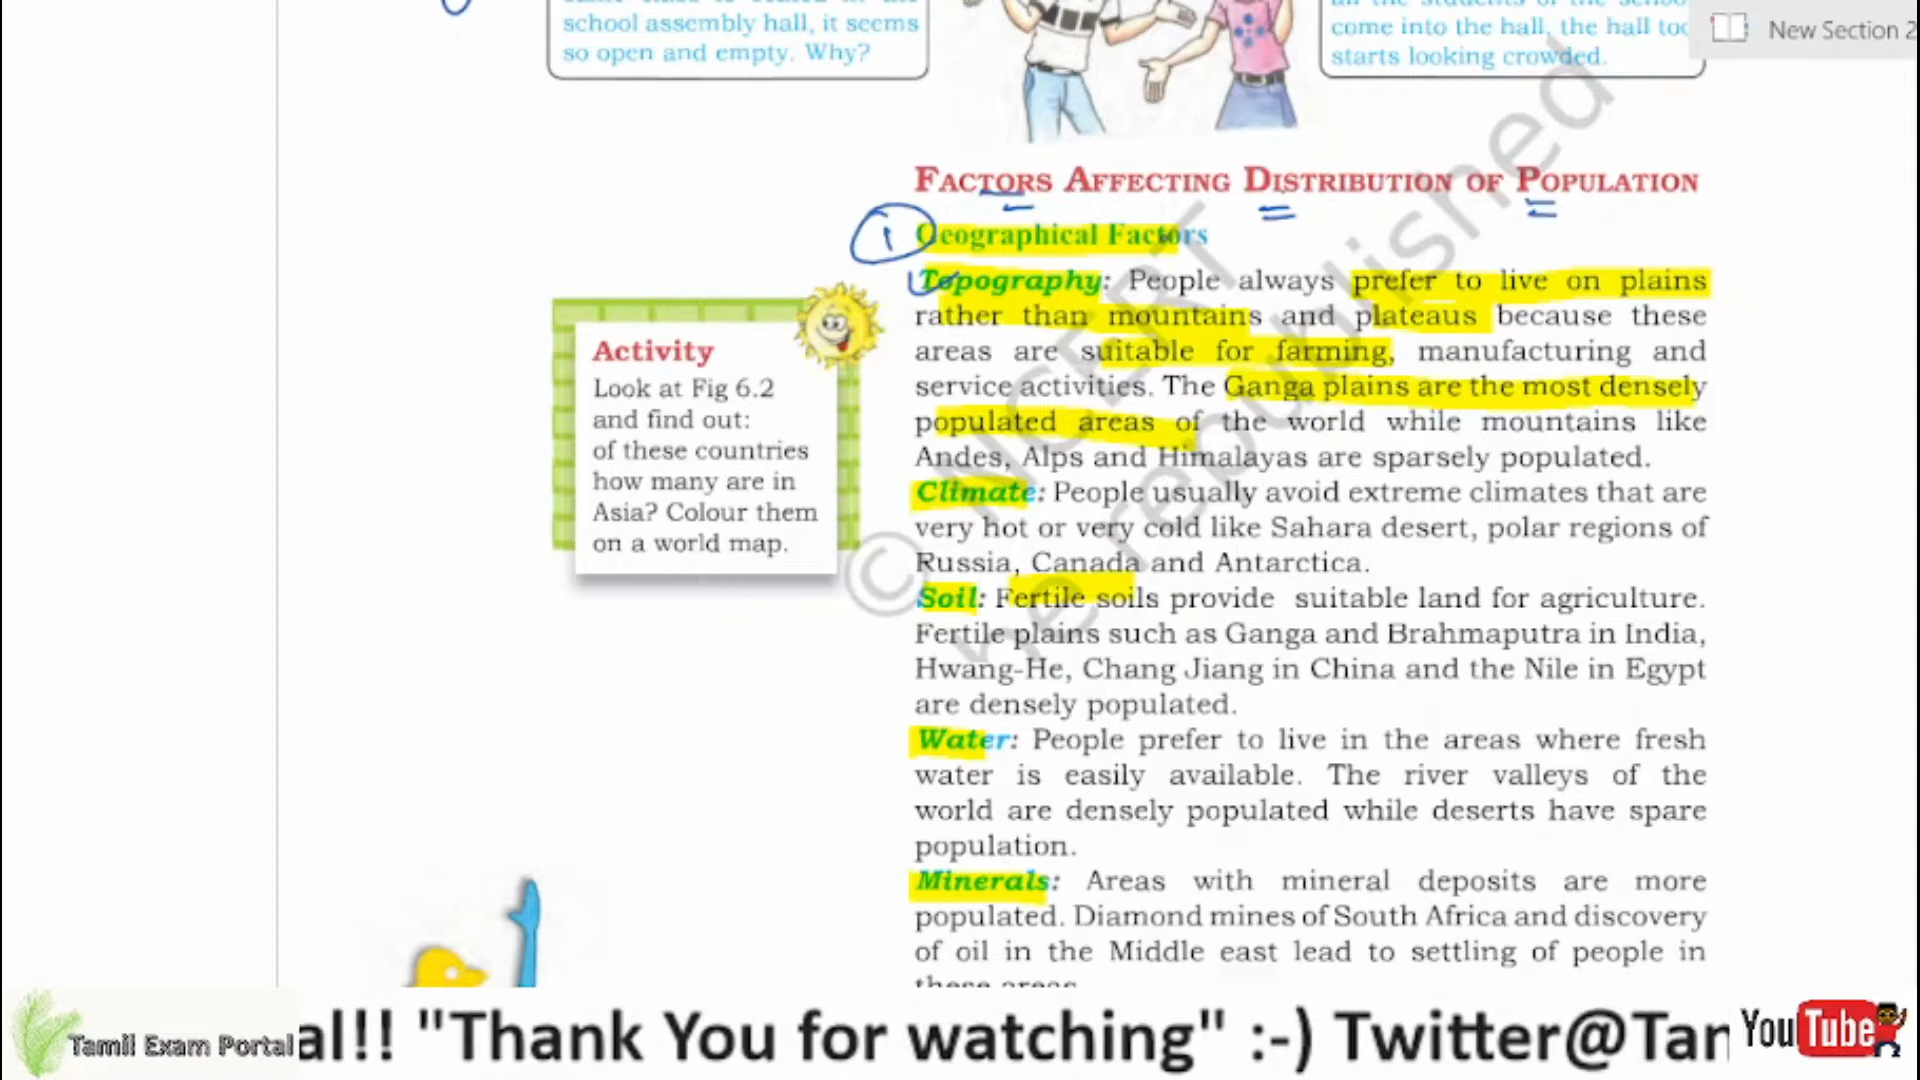 school assembly hall, it seems
so open and empty. Why?
come into the hall, the hall too
starts looking crowded.
New Section 2
FACTORS AFFECTING DISTRIBUTION OF POPULATION
1
Geographical Factors
Topography: People always prefer to live on plains
rather than mountains and plateaus because these
areas are suitable for farming, manufacturing and
service activities. The Ganga plains are the most densely
populated areas of the world while mountains like
Andes, Alps and Himalayas are sparsely populated.
Climate: People usually avoid extreme climates that are
very hot or very cold like Sahara desert, polar regions of
Russia, Canada and Antarctica.
Soil: Fertile soils provide suitable land for agriculture.
Fertile plains such as Ganga and Brahmaputra in India,
Hwang-He, Chang Jiang in China and the Nile in Egypt
are densely populated.
Water: People prefer to live in the areas where fresh
water is easily available. The river valleys of the
world are densely populated while deserts have spare
population.
Minerals: Areas with mineral deposits are more
populated. Diamond mines of South Africa and discovery
of oil in the Middle east lead to settling of people in
these areas
Activity
Look at Fig 6.2
and find out:
of these countries
how many are in
Asia? Colour them
on a world map.
© NCERT
be republished
Tamil Exam Portal
al!! "Thank You for watching" :-) Twitter@Tam
YouTube